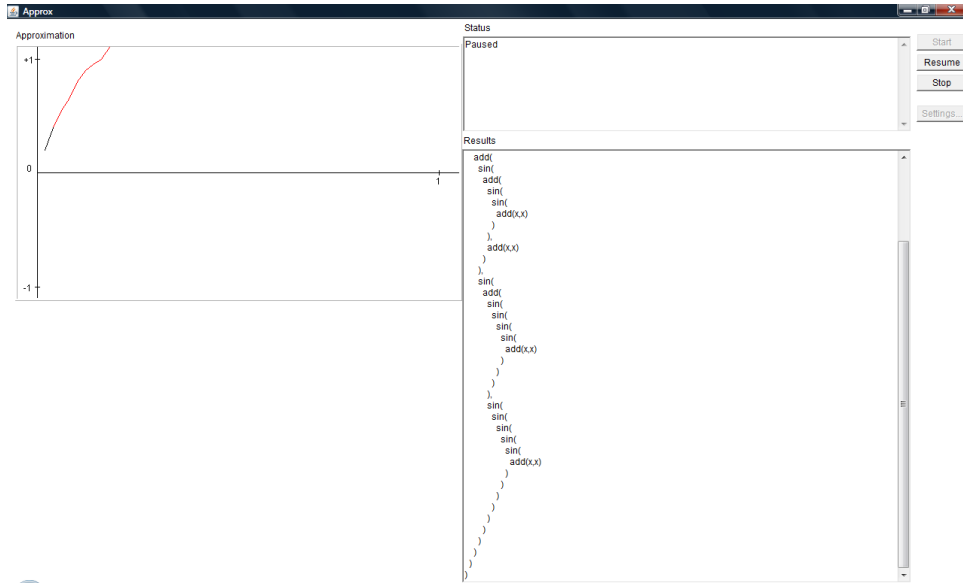 Approx
Approximation
+1
0
1
-1
Status
Paused
Start
Resume
Stop
Settings...
Results
add(
sin(
add(
sin(
sin(
add(x,x)
)
),
add(x,x)
)
),
sin(
add(
sin(
sin(
sin(
sin(
add(x,x)
)
)
)
),
sin(
sin(
sin(
sin(
sin(
add(x,x)
)
)
)
)
)
)
)
)
)
)